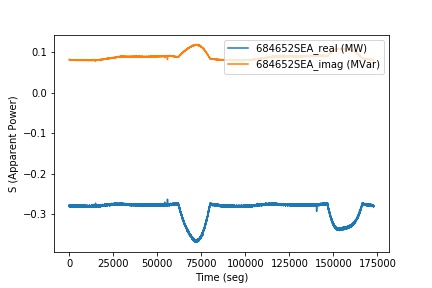 684652SEA_real (MW)
684652SEA_imag (MVar)
S (Apparent Power)
0.1
0.0
−0.1
−0.2
−0.3
0 25000 50000 75000 100000 125000 150000 175000
Time (seg)